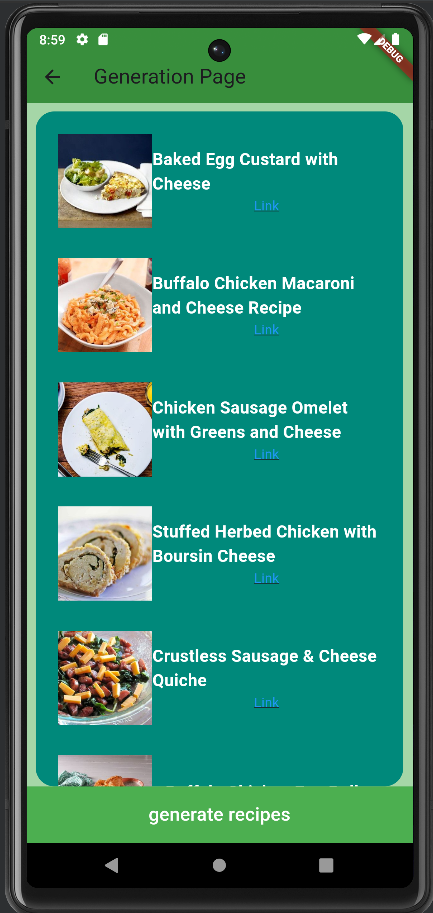 8:59
DEBUG
Generation Page
Baked Egg Custard with
Cheese
Link
Buffalo Chicken Macaroni
and Cheese Recipe
Link
Chicken Sausage Omelet
with Greens and Cheese
Link
Stuffed Herbed Chicken with
Boursin Cheese
Link
Crustless Sausage & Cheese
Quiche
Link
generate recipes